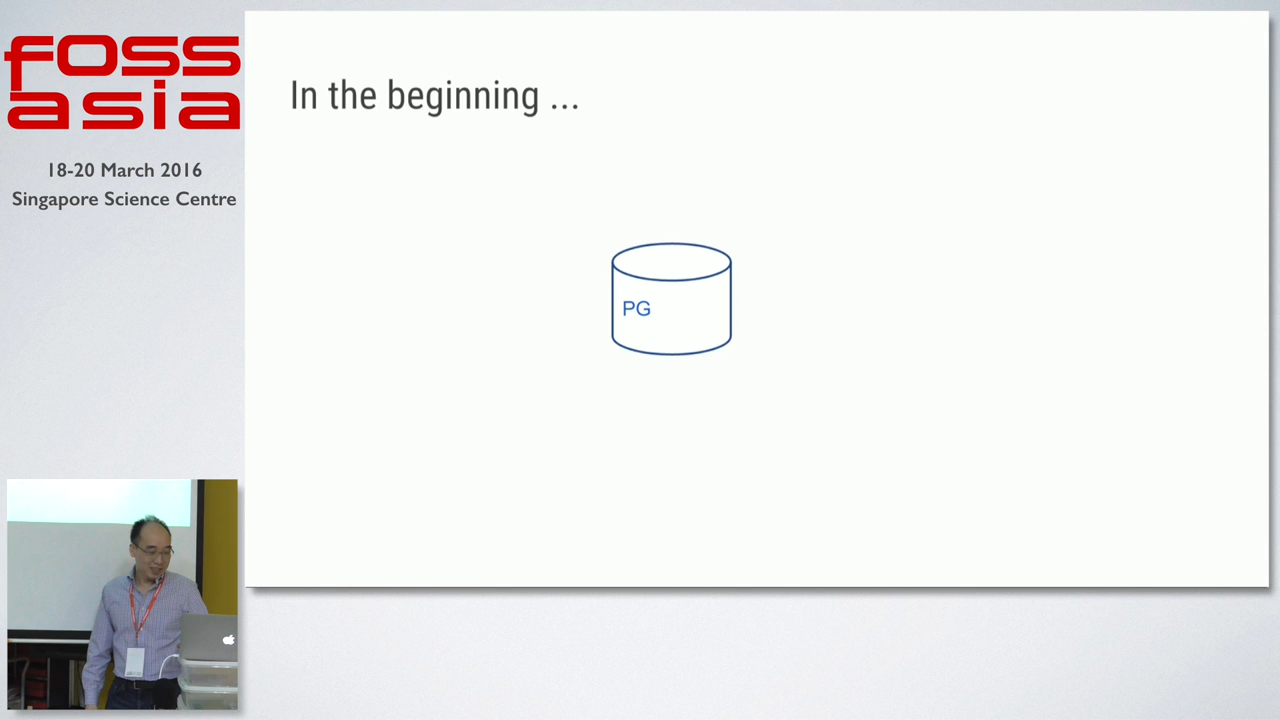 foss
asia
18-20 March 2016
Singapore Science Centre
In the beginning ...
PG